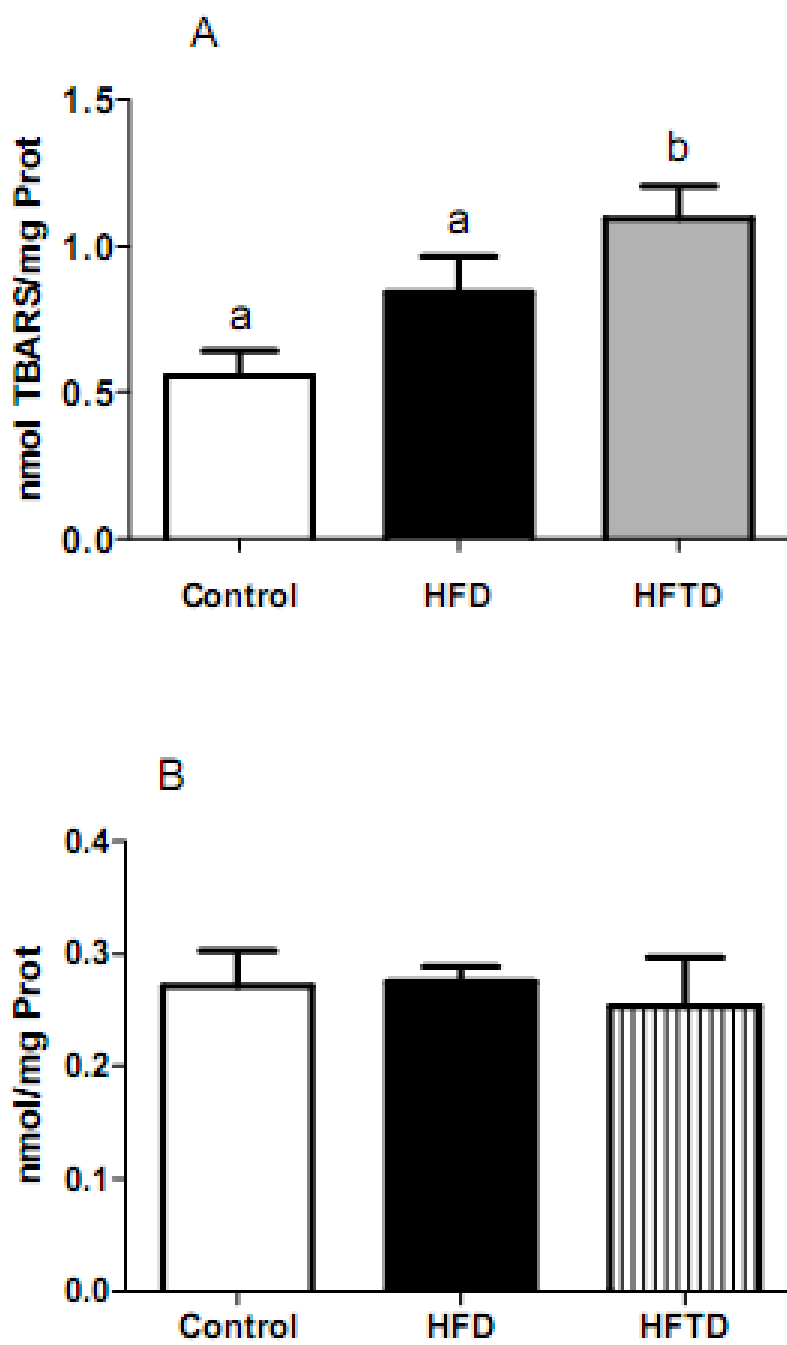 A
nmol TBARS/mg Prot
1.5
1.0
0.5
0.0
a
a
b
Control HFD HFTD
B
nmol/mg Prot
0.4
0.3
0.2
0.1
0.0
Control HFD HFTD